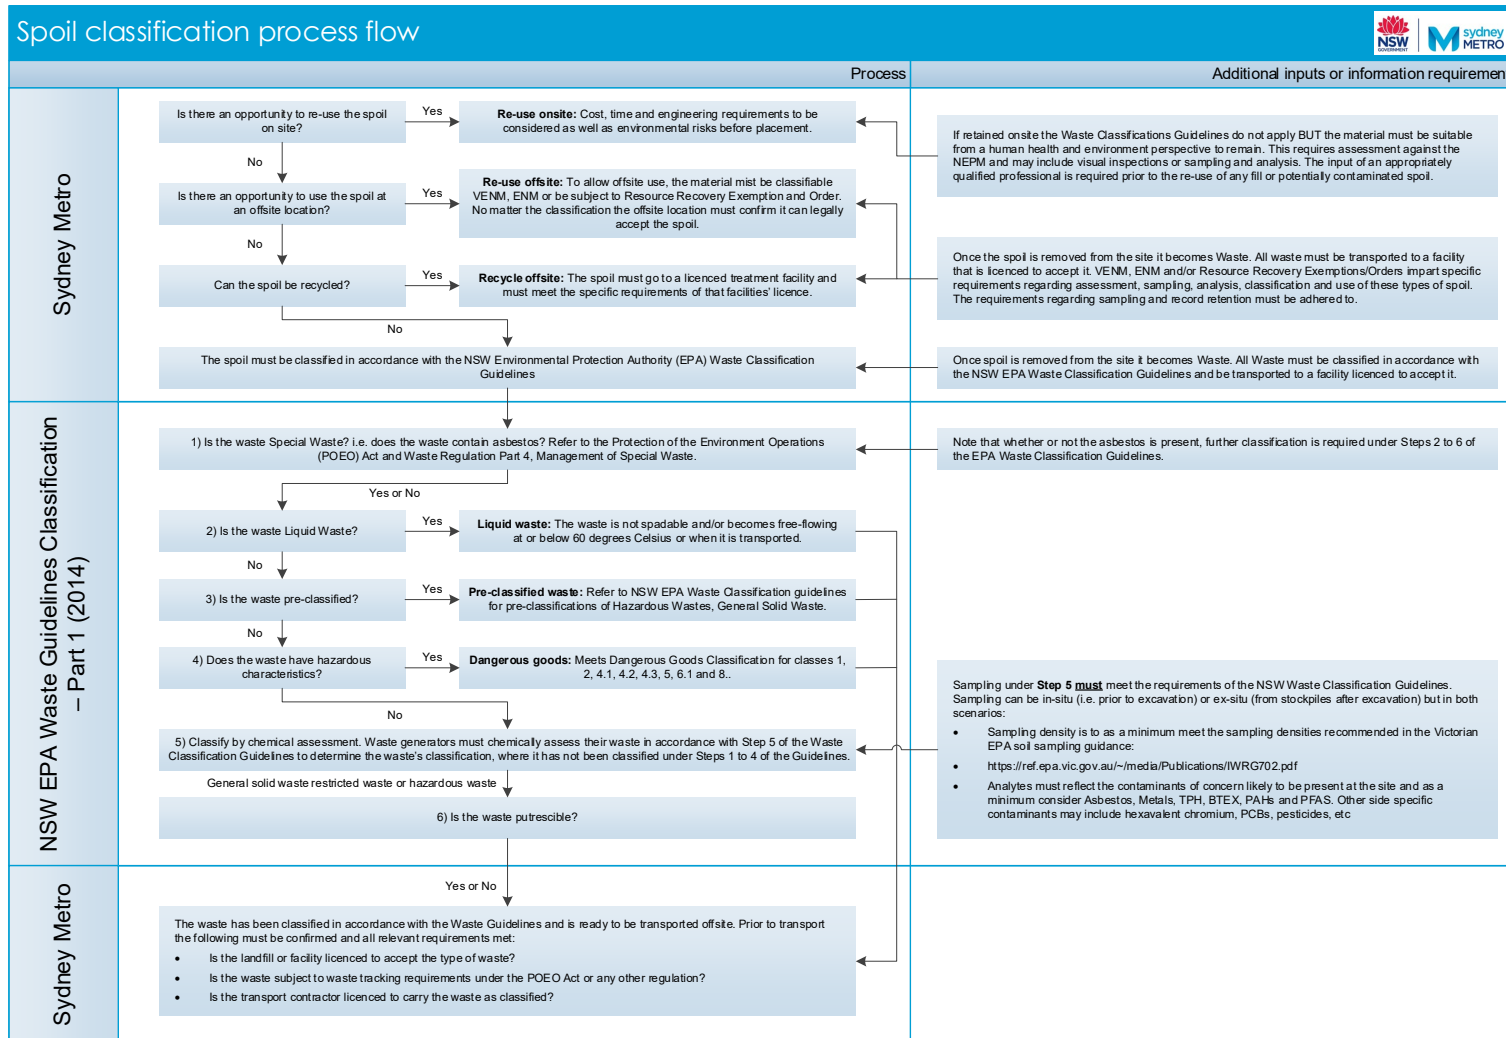 Spoil classification process flow
NSW
GOVERNMENT
sydney
METRO
Process
Additional inputs or information requirement
Sydney Metro
Is there an opportunity to re-use the spoil
on site?
Yes
Re-use onsite: Cost, time and engineering requirements to be
considered as well as environmental risks before placement.
If retained onsite the Waste Classifications Guidelines do not apply BUT the material must be suitable
from a human health and environment perspective to remain. This requires assessment against the
NEPM and may include visual inspections or sampling and analysis. The input of an appropriately
qualified professional is required prior to the re-use of any fill or potentially contaminated spoil.
No
Is there an opportunity to use the spoil at
an offsite location?
Yes
Re-use offsite: To allow offsite use, the material mist be classifiable
VENM, ENM or be subject to Resource Recovery Exemption and Order.
No matter the classification the offsite location must confirm it can legally
accept the spoil.
No
Can the spoil be recycled?
Yes
Recycle offsite: The spoil must go to a licenced treatment facility and
must meet the specific requirements of that facilities' licence.
Once the spoil is removed from the site it becomes Waste. All waste must be transported to a facility
that is licenced to accept it. VENM, ENM and/or Resource Recovery Exemptions/Orders impart specific
requirements regarding assessment, sampling, analysis, classification and use of these types of spoil.
The requirements regarding sampling and record retention must be adhered to.
No
The spoil must be classified in accordance with the NSW Environmental Protection Authority (EPA) Waste Classification
Guidelines
Once spoil is removed from the site it becomes Waste. All Waste must be classified in accordance with
the NSW EPA Waste Classification Guidelines and be transported to a facility licenced to accept it.
NSW EPA Waste Guidelines Classification
– Part 1 (2014)
1) Is the waste Special Waste? i.e. does the waste contain asbestos? Refer to the Protection of the Environment Operations
(POEO) Act and Waste Regulation Part 4, Management of Special Waste.
Note that whether or not the asbestos is present, further classification is required under Steps 2 to 6 of
the EPA Waste Classification Guidelines.
Yes or No
2) Is the waste Liquid Waste?
Yes
Liquid waste: The waste is not spadable and/or becomes free-flowing
at or below 60 degrees Celsius or when it is transported.
No
3) Is the waste pre-classified?
Yes
Pre-classified waste: Refer to NSW EPA Waste Classification guidelines
for pre-classifications of Hazardous Wastes, General Solid Waste.
No
4) Does the waste have hazardous
characteristics?
Yes
Dangerous goods: Meets Dangerous Goods Classification for classes 1,
2, 4.1, 4.2, 4.3, 5, 6.1 and 8..
No
5) Classify by chemical assessment. Waste generators must chemically assess their waste in accordance with Step 5 of the Waste
Classification Guidelines to determine the waste's classification, where it has not been classified under Steps 1 to 4 of the Guidelines.
Sampling under Step 5 must meet the requirements of the NSW Waste Classification Guidelines.
Sampling can be in-situ (i.e. prior to excavation) or ex-situ (from stockpiles after excavation) but in both
scenarios:
• Sampling density is to as a minimum meet the sampling densities recommended in the Victorian
EPA soil sampling guidance:
• https://ref.epa.vic.gov.au/~/media/Publications/IWRG702.pdf
• Analytes must reflect the contaminants of concern likely to be present at the site and as a
minimum consider Asbestos, Metals, TPH, BTEX, PAHs and PFAS. Other side specific
contaminants may include hexavalent chromium, PCBs, pesticides, etc
General solid waste restricted waste or hazardous waste
6) Is the waste putrescible?
Sydney Metro
Yes or No
The waste has been classified in accordance with the Waste Guidelines and is ready to be transported offsite. Prior to transport
the following must be confirmed and all relevant requirements met:
• Is the landfill or facility licenced to accept the type of waste?
• Is the waste subject to waste tracking requirements under the POEO Act or any other regulation?
• Is the transport contractor licenced to carry the waste as classified?